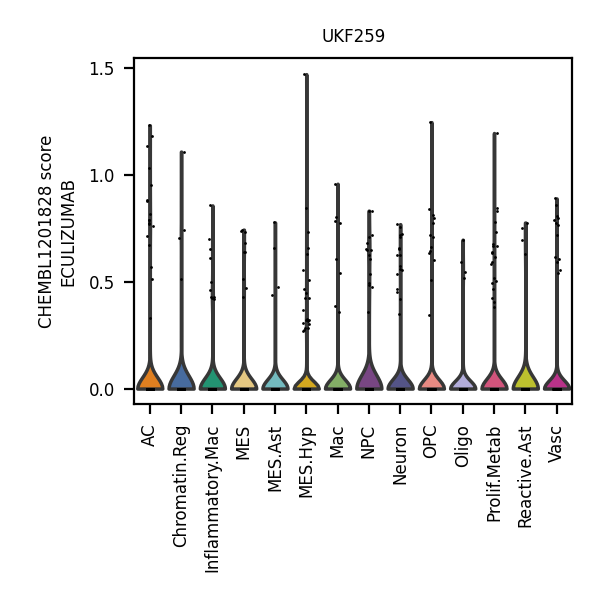 UKF259
CHEMBL1201828 score
ECULIZUMAB
1.5
1.0
0.5
0.0
AC
Chromatin.Reg
Inflammatory.Mac
MES
MES.Ast
MES.Hyp
Mac
NPC
Neuron
OPC
Oligo
Prolif.Metab
Reactive.Ast
Vasc